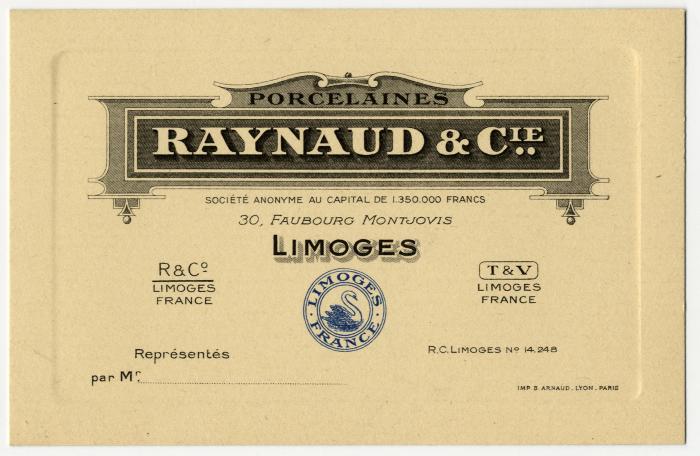 PORCELAINES
RAYNAUD & CIE
SOCIÉTÉ ANONYME AU CAPITAL DE 1.350.000 FRANCS
30, FAUBOURG MONTJOVIS
LIMOGES
R & Co
LIMOGES
FRANCE
LIMOGES
FRANCE
T & V
LIMOGES
FRANCE
Représentés
par Mr
R.C. LIMOGES No 14.248
IMP B ARNAUD. LYON. PARIS